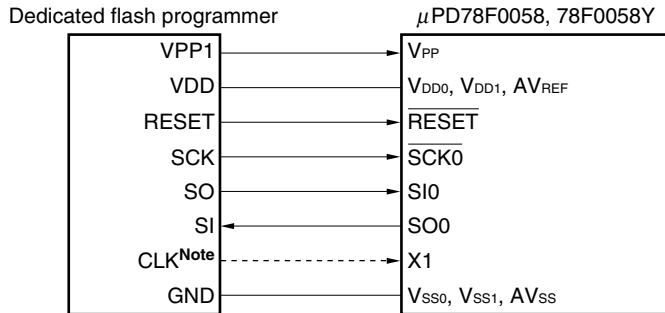 Dedicated flash programmer μPD78F0058, 78F0058Y
VPP1 VPP
VDD VDD0, VDD1, AVREF
RESET RESET
SCK SCK0
SO SI0
SI SO0
CLKNote X1
GND VSS0, VSS1, AVSS